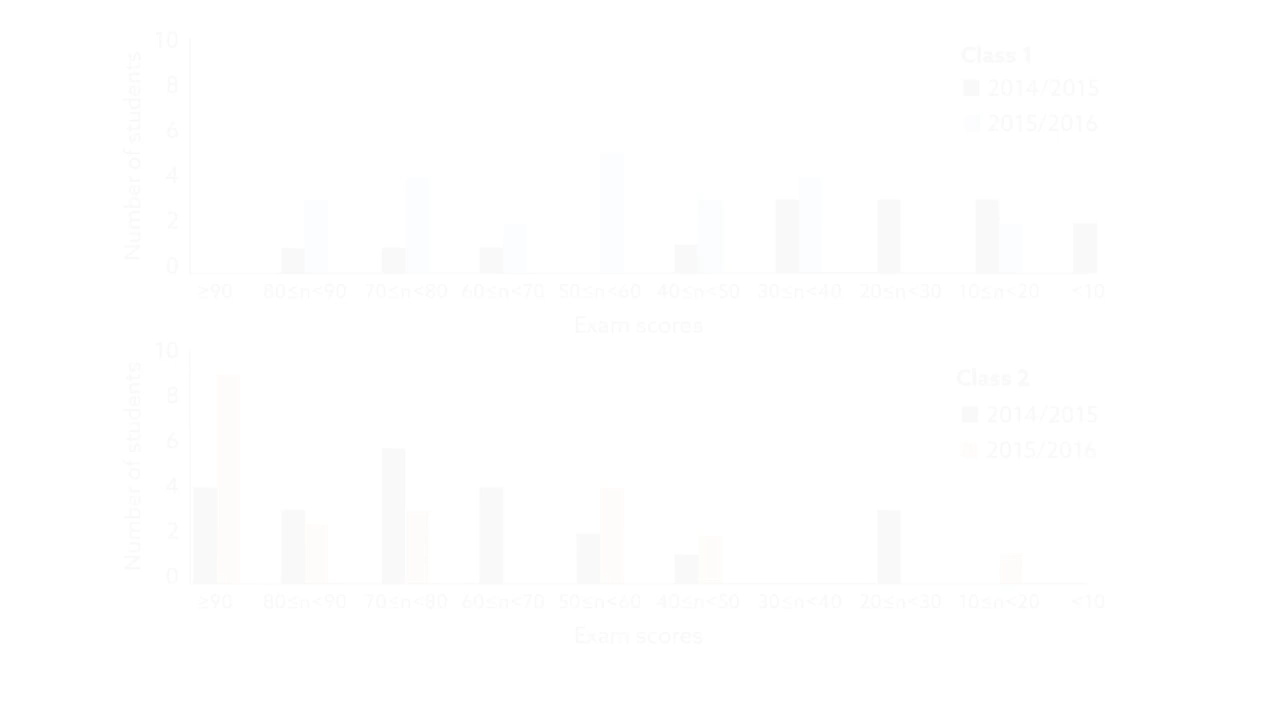 10
8
6
4
2
0
Number of students
Class 1
2014/2015
2015/2016
≥90 80≤n<90 70≤n<80 60≤n<70 50≤n<60 40≤n<50 30≤n<40 20≤n<30 10≤n<20 <10
Exam scores
10
8
6
4
2
0
Number of students
Class 2
2014/2015
2015/2016
≥90 80≤n<90 70≤n<80 60≤n<70 50≤n<60 40≤n<50 30≤n<40 20≤n<30 10≤n<20 <10
Exam scores